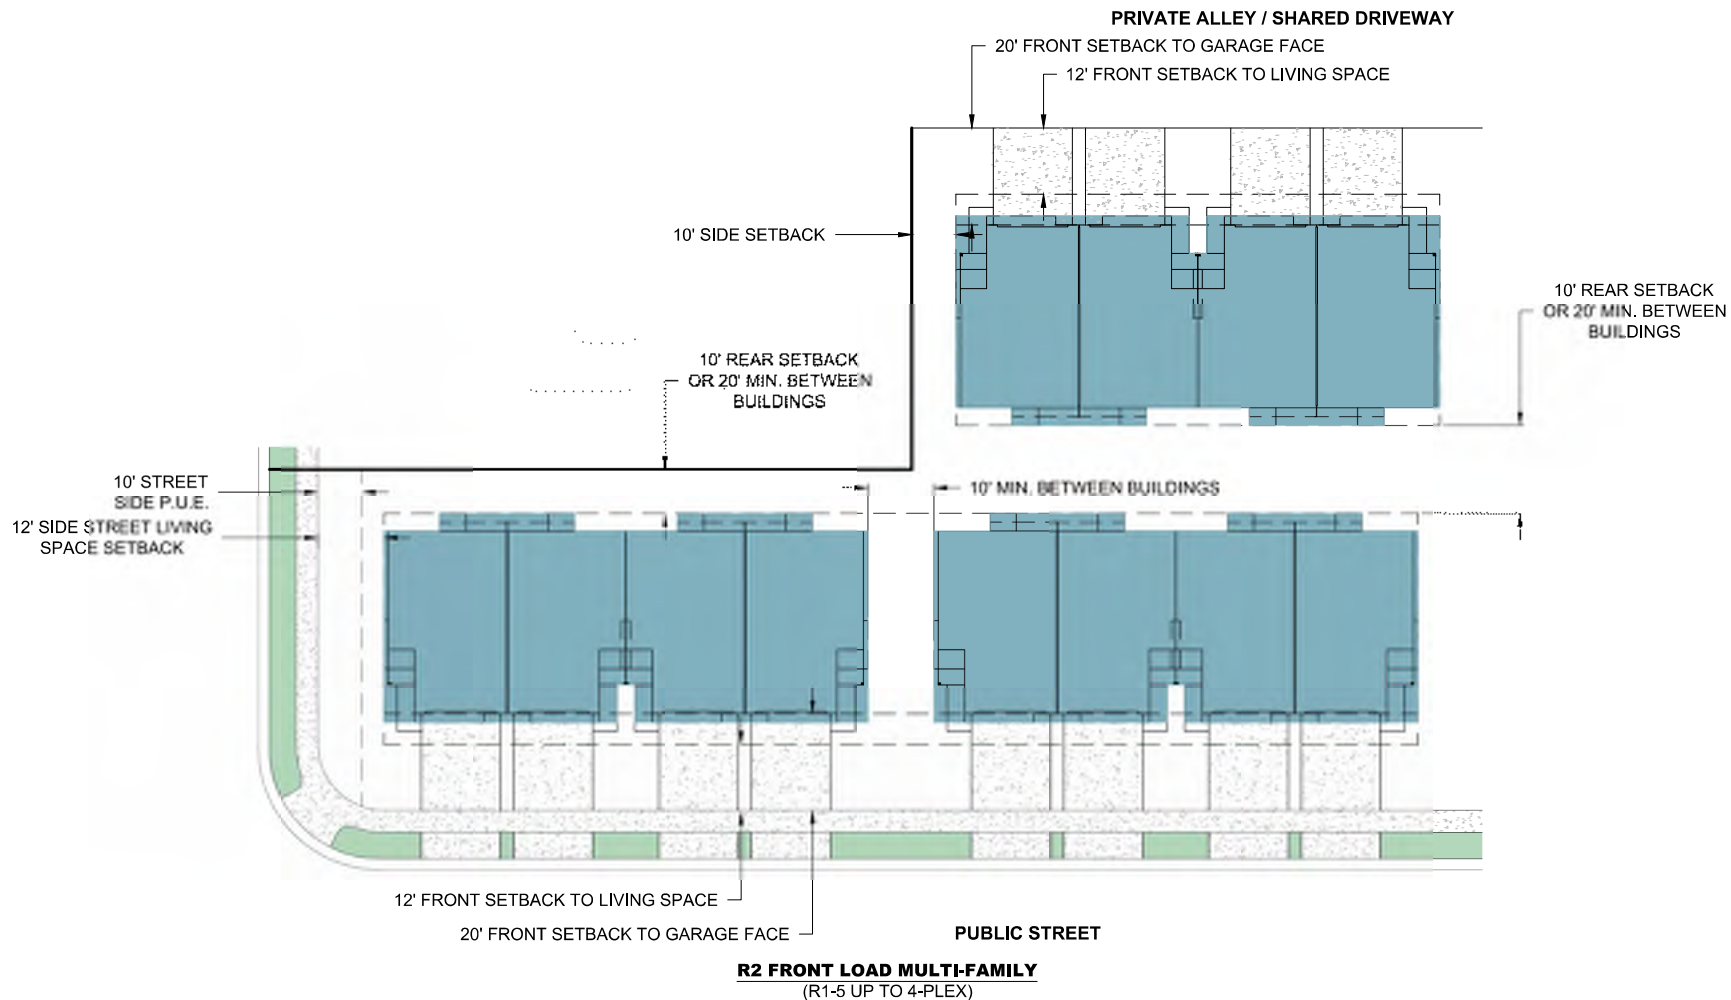 PRIVATE ALLEY / SHARED DRIVEWAY
20' FRONT SETBACK TO GARAGE FACE
12' FRONT SETBACK TO LIVING SPACE
10' SIDE SETBACK
10' REAR SETBACK
OR 20' MIN. BETWEEN
BUILDINGS
10' REAR SETBACK
OR 20' MIN. BETWEEN
BUILDINGS
10' STREET
SIDE P.U.E.
12' SIDE STREET LIVING
SPACE SETBACK
10' MIN. BETWEEN BUILDINGS
12' FRONT SETBACK TO LIVING SPACE
20' FRONT SETBACK TO GARAGE FACE
PUBLIC STREET
R2 FRONT LOAD MULTI-FAMILY
(R1-5 UP TO 4-PLEX)